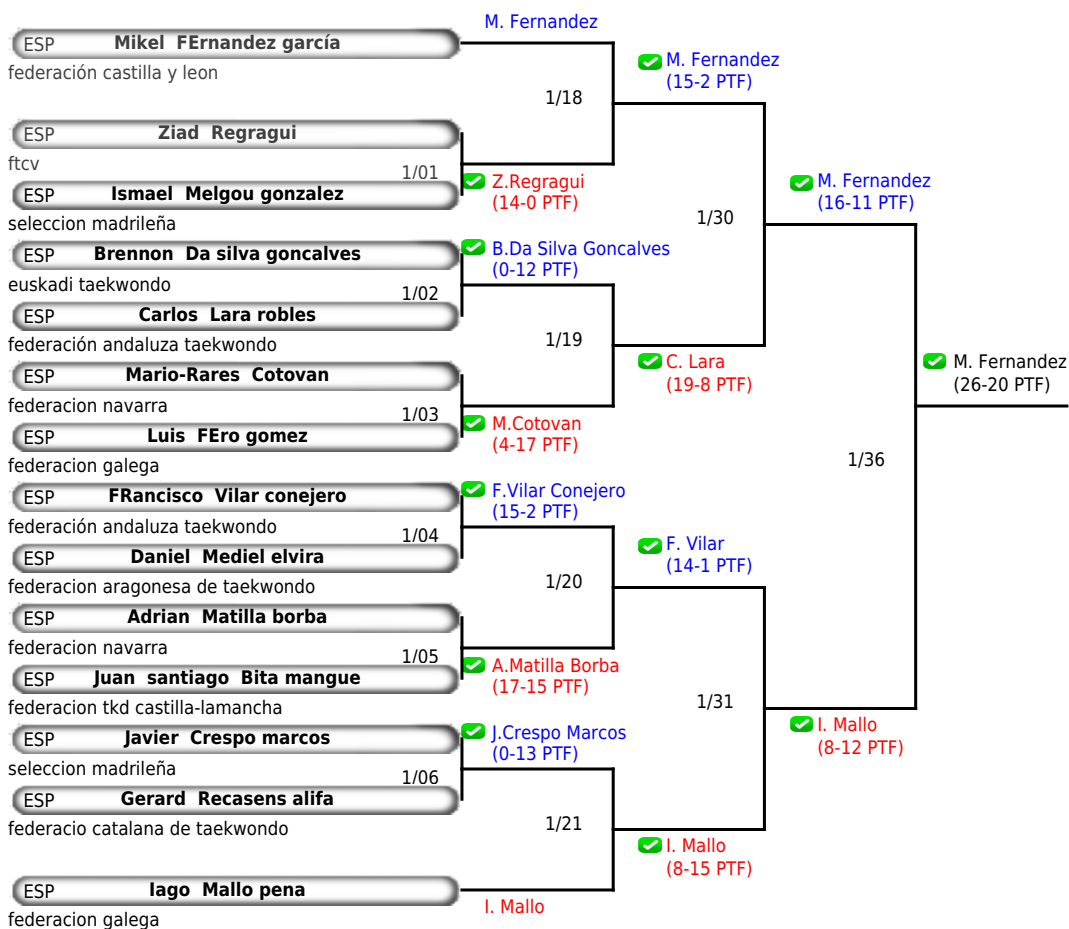 M. Fernandez
ESP Mikel FErnandez garcía
federación castilla y leon
M. Fernandez
(15-2 PTF)
1/18
ESP Ziad Regragui
ftcv
1/01
ESP Ismael Melgou gonzalez
seleccion madrileña
Z.Regragui
(14-0 PTF)
M. Fernandez
(16-11 PTF)
1/30
ESP Brennon Da silva goncalves
euskadi taekwondo
B.Da Silva Goncalves
(0-12 PTF)
1/02
ESP Carlos Lara robles
federación andaluza taekwondo
1/19
C. Lara
(19-8 PTF)
M. Fernandez
(26-20 PTF)
ESP Mario-Rares Cotovan
federacion navarra
1/03
ESP Luis FEro gomez
federacion galega
M.Cotovan
(4-17 PTF)
1/36
ESP FRancisco Vilar conejero
federación andaluza taekwondo
F.Vilar Conejero
(15-2 PTF)
1/04
ESP Daniel Mediel elvira
federacion aragonesa de taekwondo
F. Vilar
(14-1 PTF)
1/20
ESP Adrian Matilla borba
federacion navarra
1/05
ESP Juan santiago Bita mangue
federacion tkd castilla-lamancha
A.Matilla Borba
(17-15 PTF)
1/31
I. Mallo
(8-12 PTF)
ESP Javier Crespo marcos
seleccion madrileña
J.Crespo Marcos
(0-13 PTF)
1/06
ESP Gerard Recasens alifa
federacio catalana de taekwondo
1/21
I. Mallo
(8-15 PTF)
ESP Iago Mallo pena
federacion galega
I. Mallo